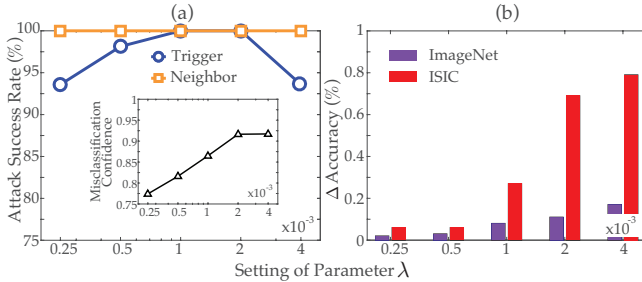 (a)
(b)
Attack Success Rate (%)
100
95
90
85
80
75
Trigger
Neighbor
Misclassification
Confidence
1
0.95
0.9
0.85
0.8
0.75
0.25 0.5 1 2 4
x10⁻³
0.25 0.5 1 2 4
x10⁻³
Δ Accuracy (%)
1
0.8
0.6
0.4
0.2
0
ImageNet
ISIC
0.25 0.5 1 2 4
x10⁻³
Setting of Parameter λ